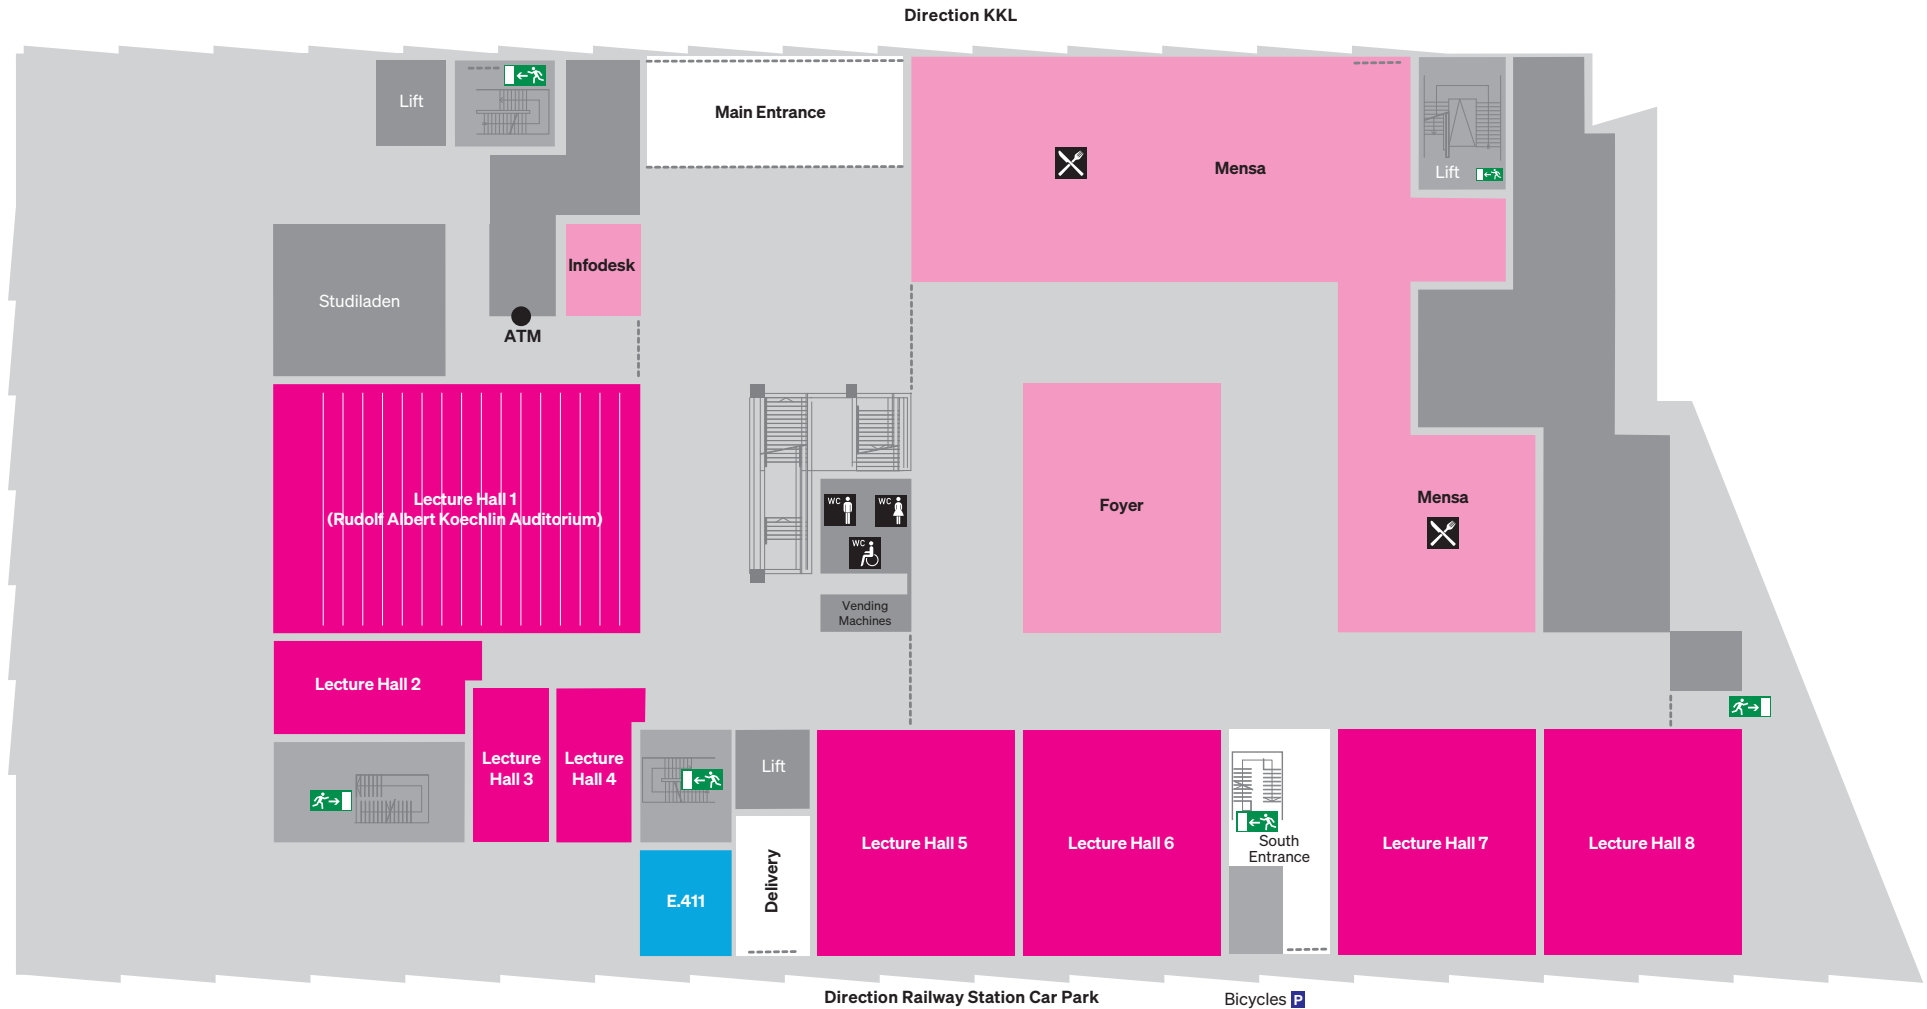 Direction KKL
Lift
Main Entrance
Mensa
Lift
Infodesk
Studiladen
ATM
Lecture Hall 1
(Rudolf Albert Koechlin Auditorium)
WC
WC
WC
Foyer
Mensa
Vending
Machines
Lecture Hall 2
Lecture
Hall 3
Lecture
Hall 4
Lift
Lecture Hall 5
Lecture Hall 6
South
Entrance
Lecture Hall 7
Lecture Hall 8
E.411
Delivery
Direction Railway Station Car Park
Bicycles P